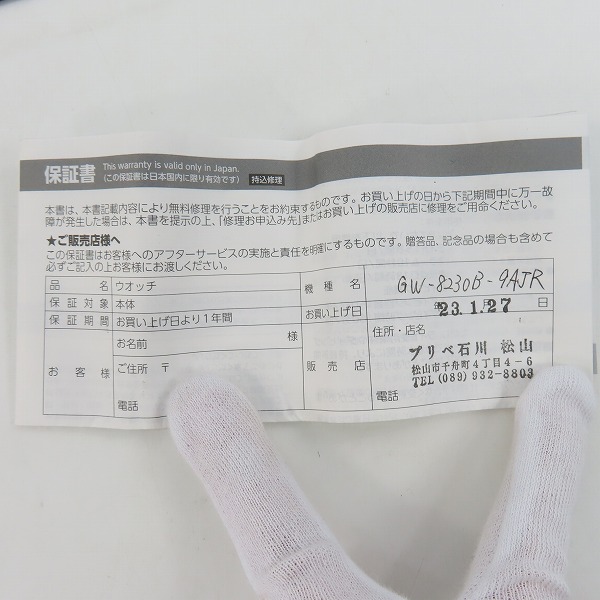 保証書 This warranty is valid only in Japan.
(この保証書は日本国内に限り有効です) 持込修理
本書は、本書記載内容により無料修理を行うことをお約束するものです。お買い上げの日から下記期間中に万一故
障が発生した場合は、本書を提示の上、「修理お申込み先」またはお買い上げの販売店に修理をご用命ください。
★ご販売店様へ
この保証書はお客様へのアフターサービスの実施と責任を明確にするものです。贈答品、記念品の場合も含めて
必ずご記入の上お客様にお渡しください。
品名 ウオッチ
保証対象 本体
保証期間 お買い上げ日より1年間
お客様 お名前 様
ご住所 〒
電話
機種名 GW-8230B-9AJR
お買い上げ日 '23.1.27 日
販売店 住所・店名
プリベ石川 松山
松山市千舟町4丁目4-6
TEL (089) 932-8803
電話